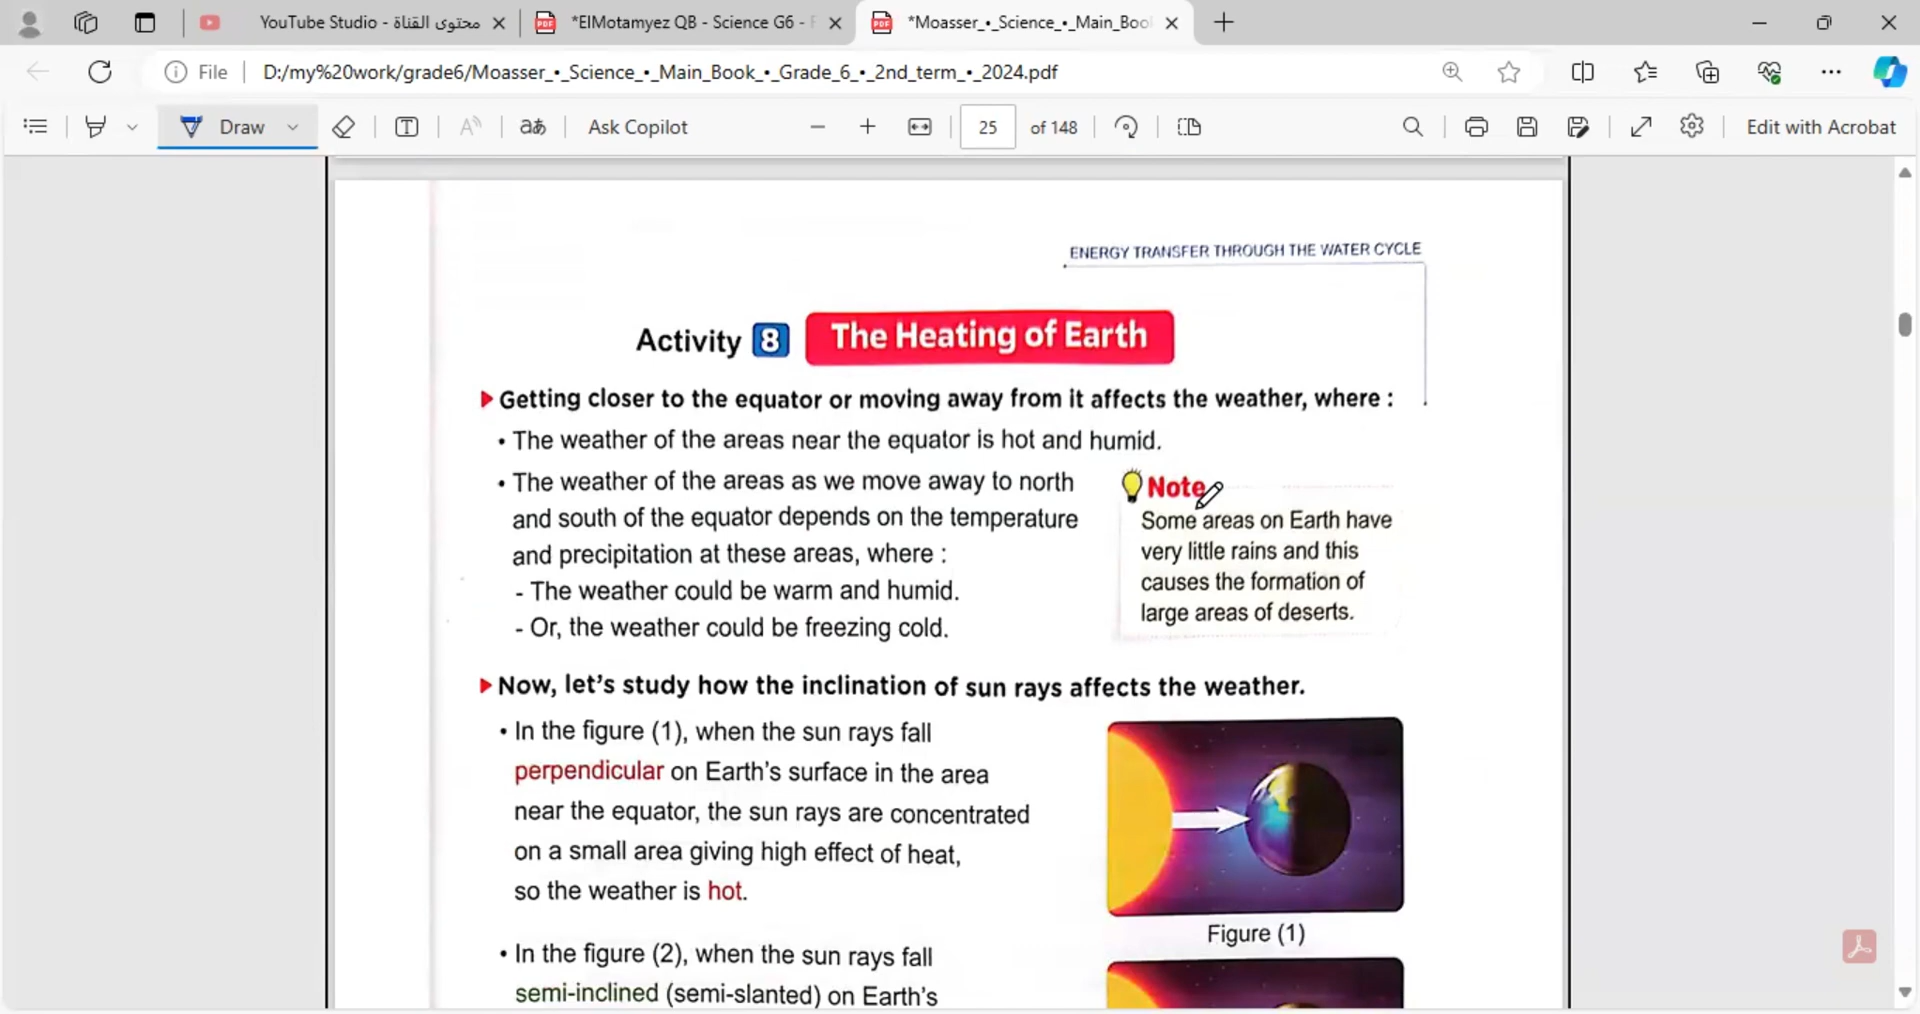 YouTube Studio - محتوى القناة
*ElMotamyez QB - Science G6 -
*Moasser_•_Science_•_Main_Boo
File
D:/my%20work/grade6/Moasser_•_Science_•_Main_Book_•_Grade_6_•_2nd_term_•_2024.pdf
Draw
aあ
Ask Copilot
25
of 148
Edit with Acrobat
ENERGY TRANSFER THROUGH THE WATER CYCLE
Activity 8 The Heating of Earth
Getting closer to the equator or moving away from it affects the weather, where :
• The weather of the areas near the equator is hot and humid.
• The weather of the areas as we move away to north
and south of the equator depends on the temperature
and precipitation at these areas, where :
- The weather could be warm and humid.
- Or, the weather could be freezing cold.
Note
Some areas on Earth have
very little rains and this
causes the formation of
large areas of deserts.
Now, let's study how the inclination of sun rays affects the weather.
• In the figure (1), when the sun rays fall
perpendicular on Earth's surface in the area
near the equator, the sun rays are concentrated
on a small area giving high effect of heat,
so the weather is hot.
Figure (1)
• In the figure (2), when the sun rays fall
semi-inclined (semi-slanted) on Earth's